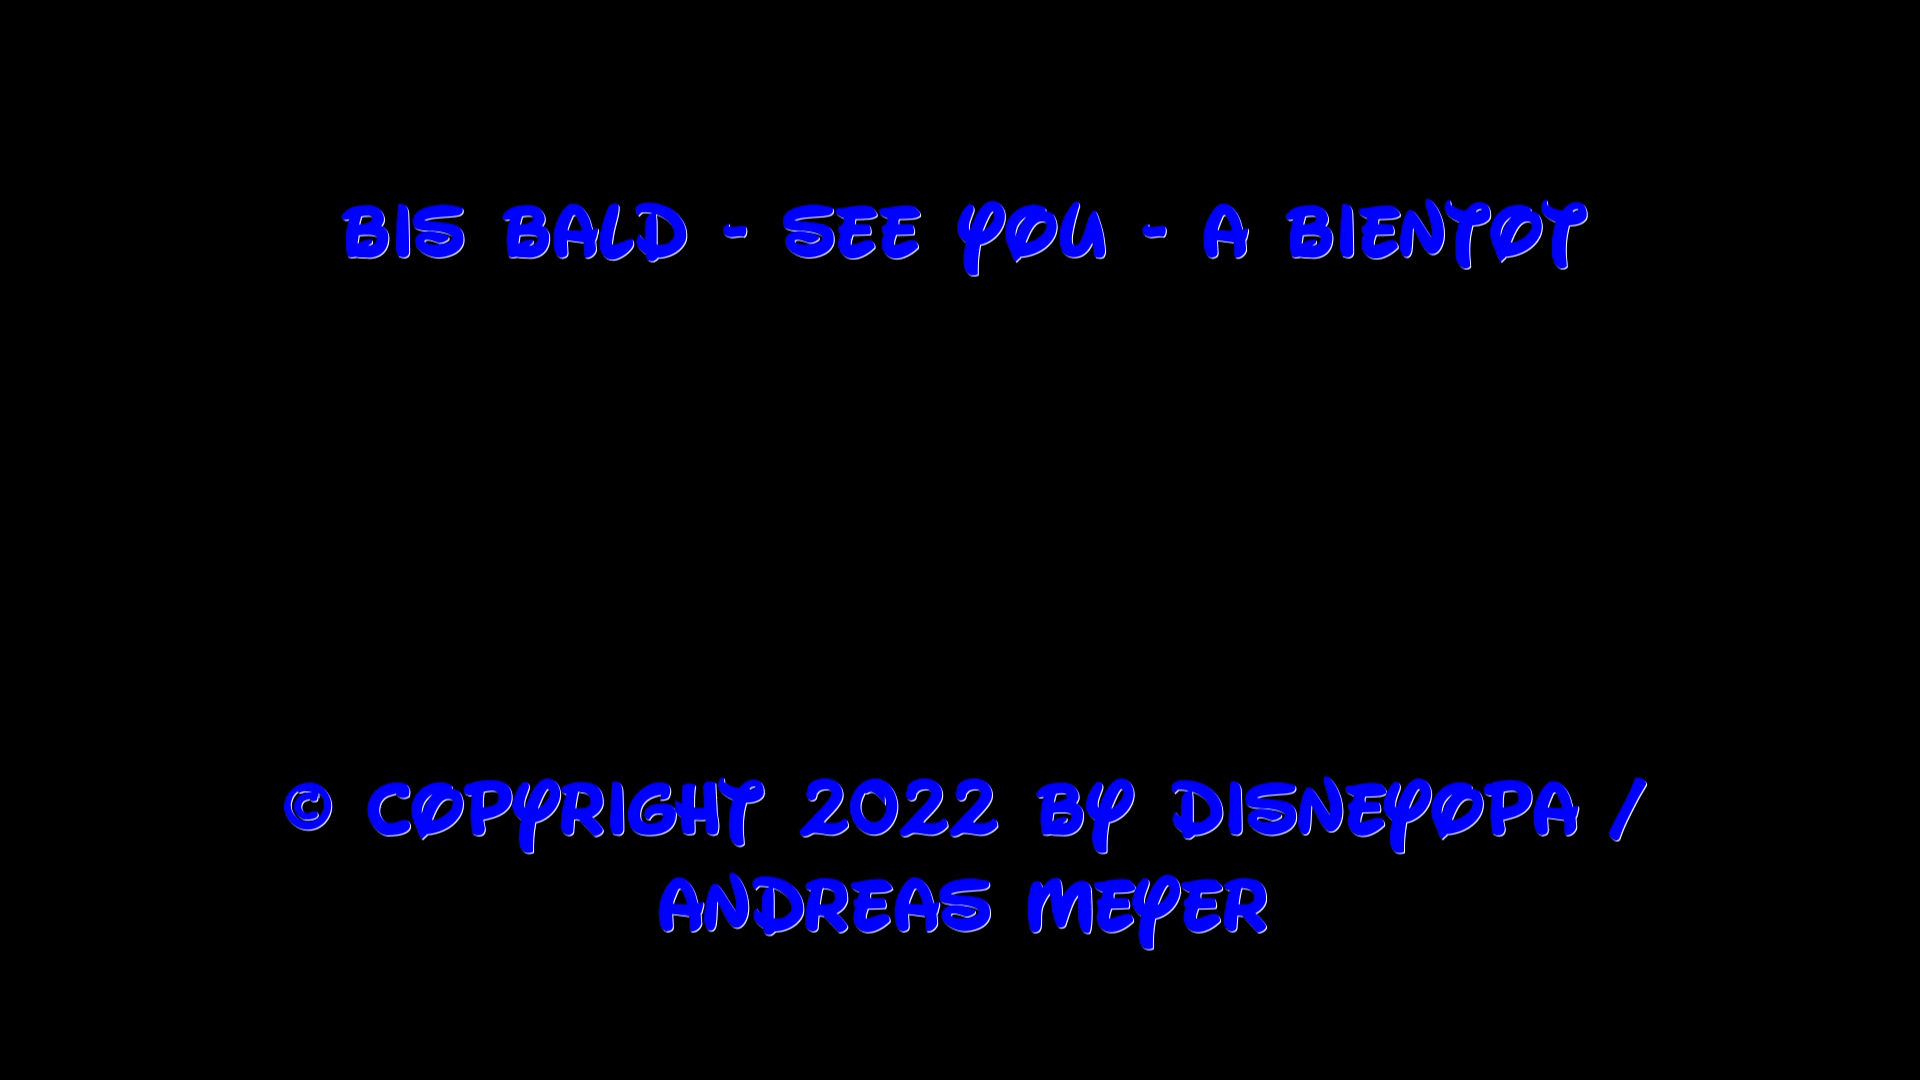 BIS BALD - SEE YOU - A BIENTOT
© COPYRIGHT 2022 BY DISNEYOPA /
ANDREAS MEYER